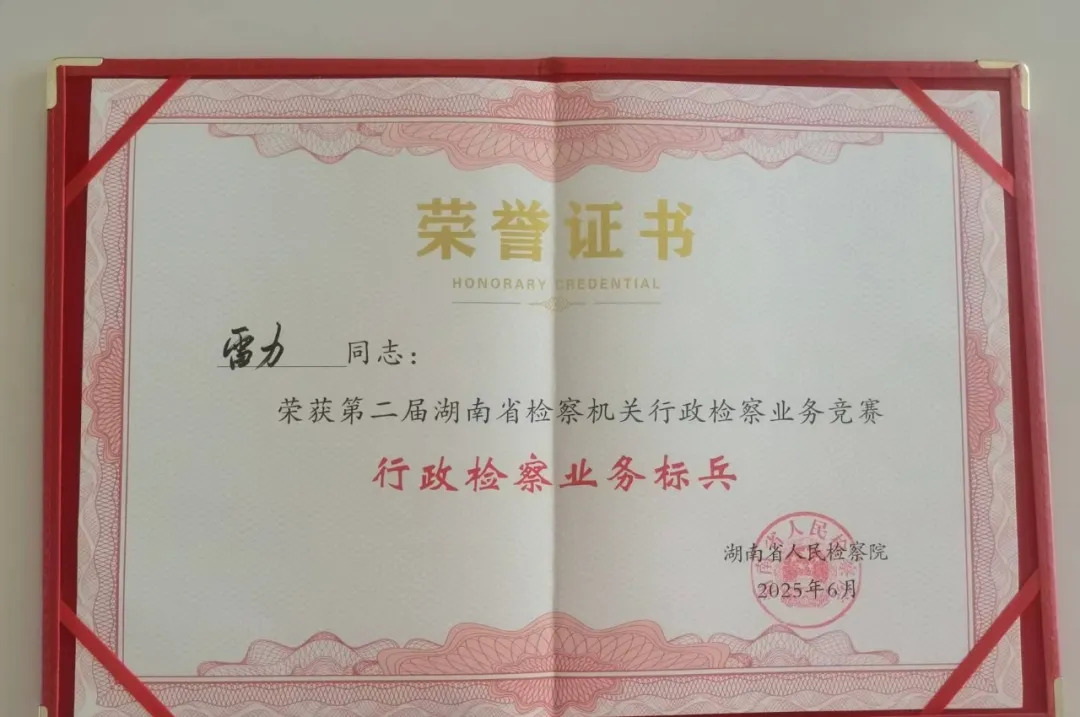 荣誉证书
HONORARY CREDENTIAL
雷力 同志：
荣获第二届湖南省检察机关行政检察业务竞赛
行政检察业务标兵
湖南省人民检察院
2025年6月